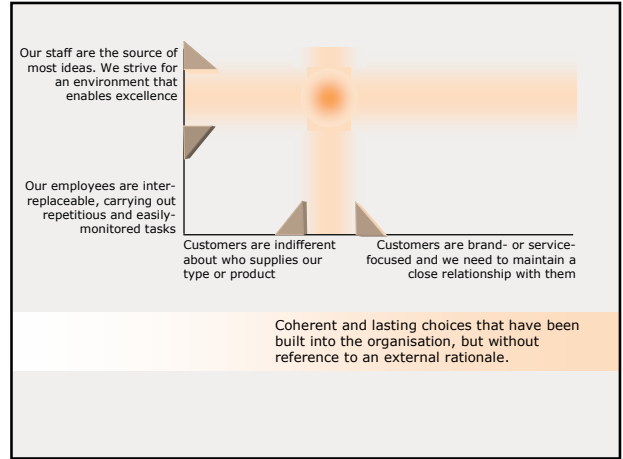 Our staff are the source of
most ideas. We strive for
an environment that
enables excellence
Our employees are inter-
replaceable, carrying out
repetitious and easily-
monitored tasks
Customers are indifferent
about who supplies our
type or product
Customers are brand- or service-
focused and we need to maintain a
close relationship with them
Coherent and lasting choices that have been
built into the organisation, but without
reference to an external rationale.